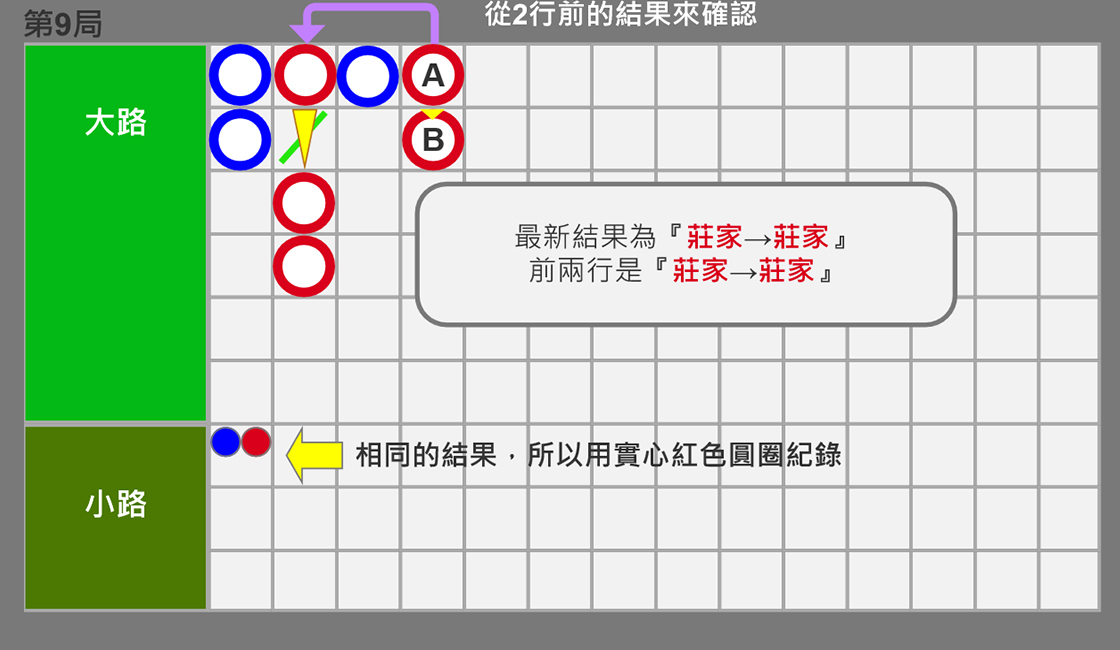 第9局
從2行前的結果來確認
大路
A
B
最新結果為『莊家→莊家』
前兩行是『莊家→莊家』
相同的結果，所以用實心紅色圓圈紀錄
小路